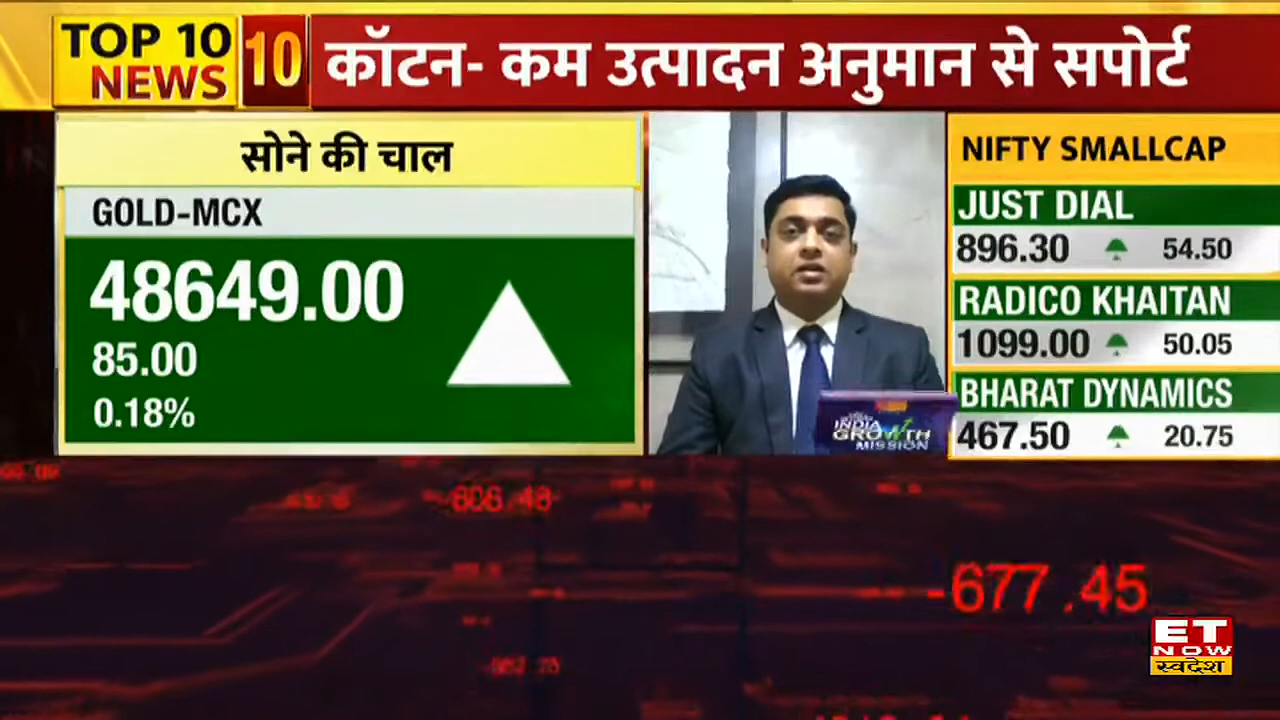 TOP 10
NEWS
10
कॉटन- कम उत्पादन अनुमान से सपोर्ट
सोने की चाल
GOLD-MCX
48649.00
85.00
0.18%
INDIA
GROWTH
MISSION
NIFTY SMALLCAP
JUST DIAL
896.30 54.50
RADICO KHAITAN
1099.00 50.05
BHARAT DYNAMICS
467.50 20.75
-677.45
ET
NOW
स्वदेश